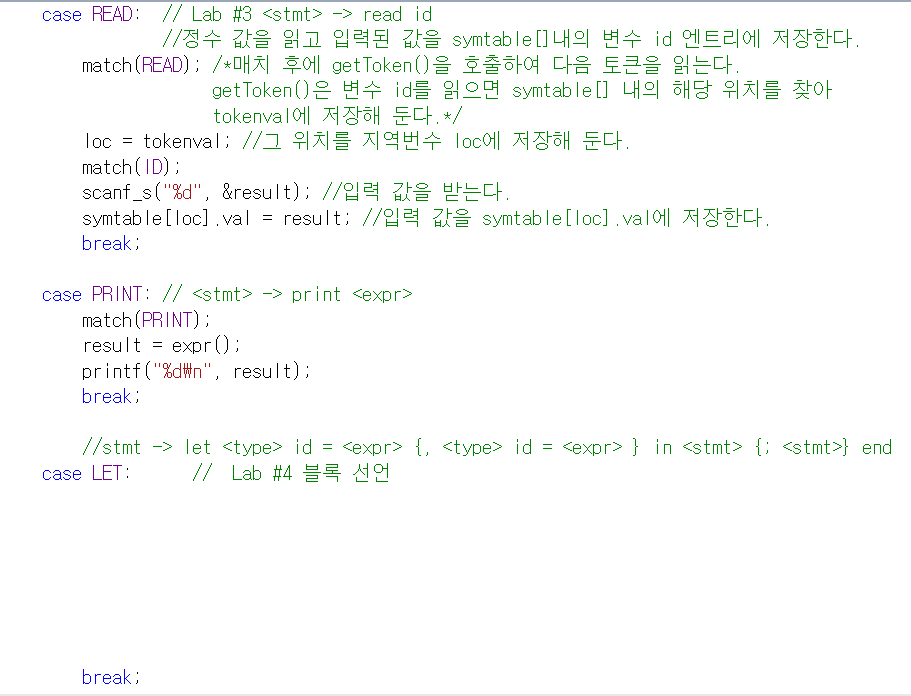 case READ:  // Lab #3 <stmt> -> read id
//정수 값을 읽고 입력된 값을 symtable[]내의 변수 id 엔트리에 저장한다.
match(READ); /*매치 후에 getToken()을 호출하여 다음 토큰을 읽는다.
getToken()은 변수 id를 읽으면 symtable[] 내의 해당 위치를 찾아
tokenval에 저장해 둔다.*/
loc = tokenval; //그 위치를 지역번수 loc에 저장해 둔다.
match(ID);
scanf_s("%d", &result); //입력 값을 받는다.
symtable[loc].val = result; //입력 값을 symtable[loc].val에 저장한다.
break;
case PRINT: // <stmt> -> print <expr>
match(PRINT);
result = expr();
printf("%d₩n", result);
break;
//stmt -> let <type> id = <expr> {, <type> id = <expr> } in <stmt> {; <stmt>} end
case LET:      //  Lab #4 블록 선언
break;